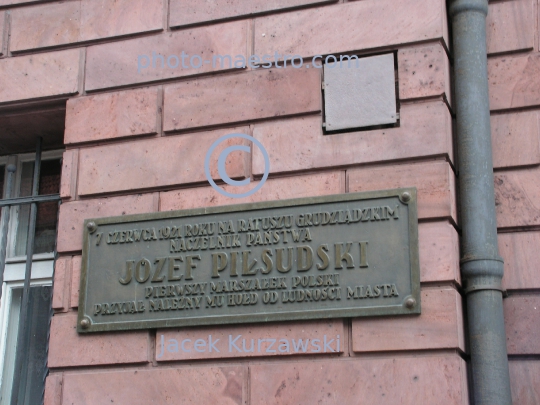 photo-maestro.com
©
7 CZERWCA 1921 ROKU NA RATUSZU GRUDZIĄDZKIM
NACZELNIK PAŃSTWA
JÓZEF PIŁSUDSKI
PIERWSZY MARSZAŁEK POLSKI
PRZYJĄŁ NALEŻNY MU HOŁD OD LUDNOŚCI MIASTA
Jacek Kurzawski